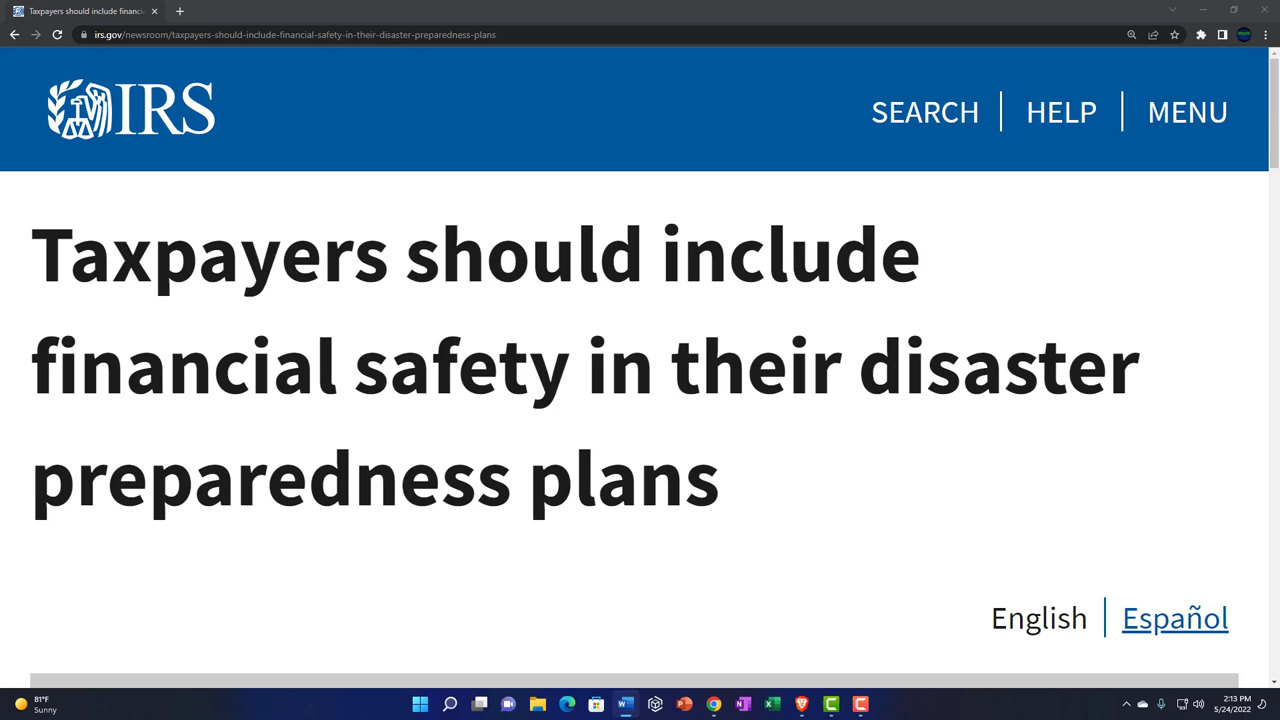 Taxpayers should include financi
irs.gov/newsroom/taxpayers-should-include-financial-safety-in-their-disaster-preparedness-plans
IRS
SEARCH
HELP
MENU
Taxpayers should include
financial safety in their disaster
preparedness plans
English
Español
81°F
Sunny
2:13 PM
5/24/2022